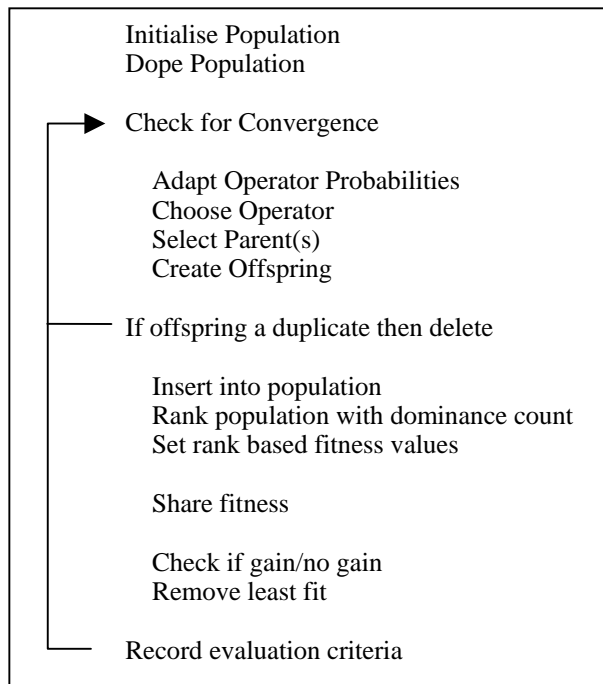 Initialise Population
Dope Population
Check for Convergence
Adapt Operator Probabilities
Choose Operator
Select Parent(s)
Create Offspring
If offspring a duplicate then delete
Insert into population
Rank population with dominance count
Set rank based fitness values
Share fitness
Check if gain/no gain
Remove least fit
Record evaluation criteria